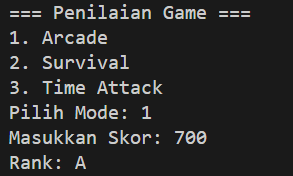 === Penilaian Game ===
1. Arcade
2. Survival
3. Time Attack
Pilih Mode: 1
Masukkan Skor: 700
Rank: A